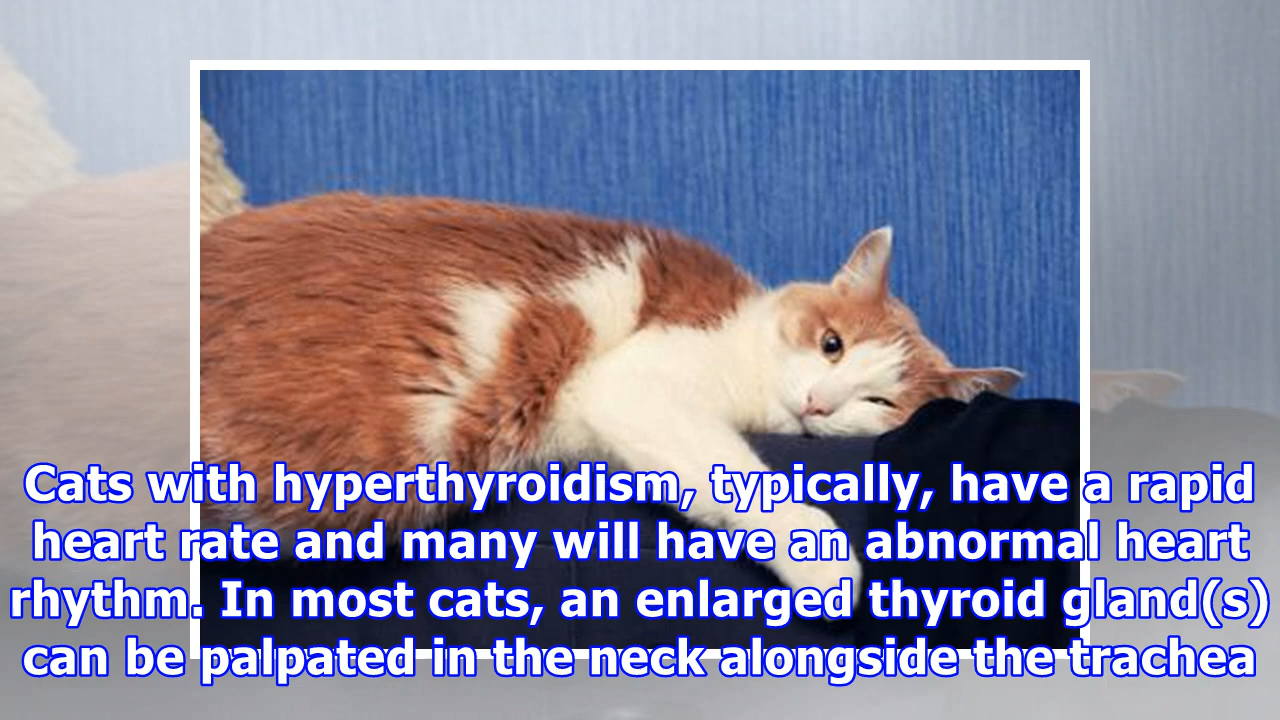 Cats with hyperthyroidism, typically, have a rapid
heart rate and many will have an abnormal heart
rhythm. In most cats, an enlarged thyroid gland(s)
can be palpated in the neck alongside the trachea